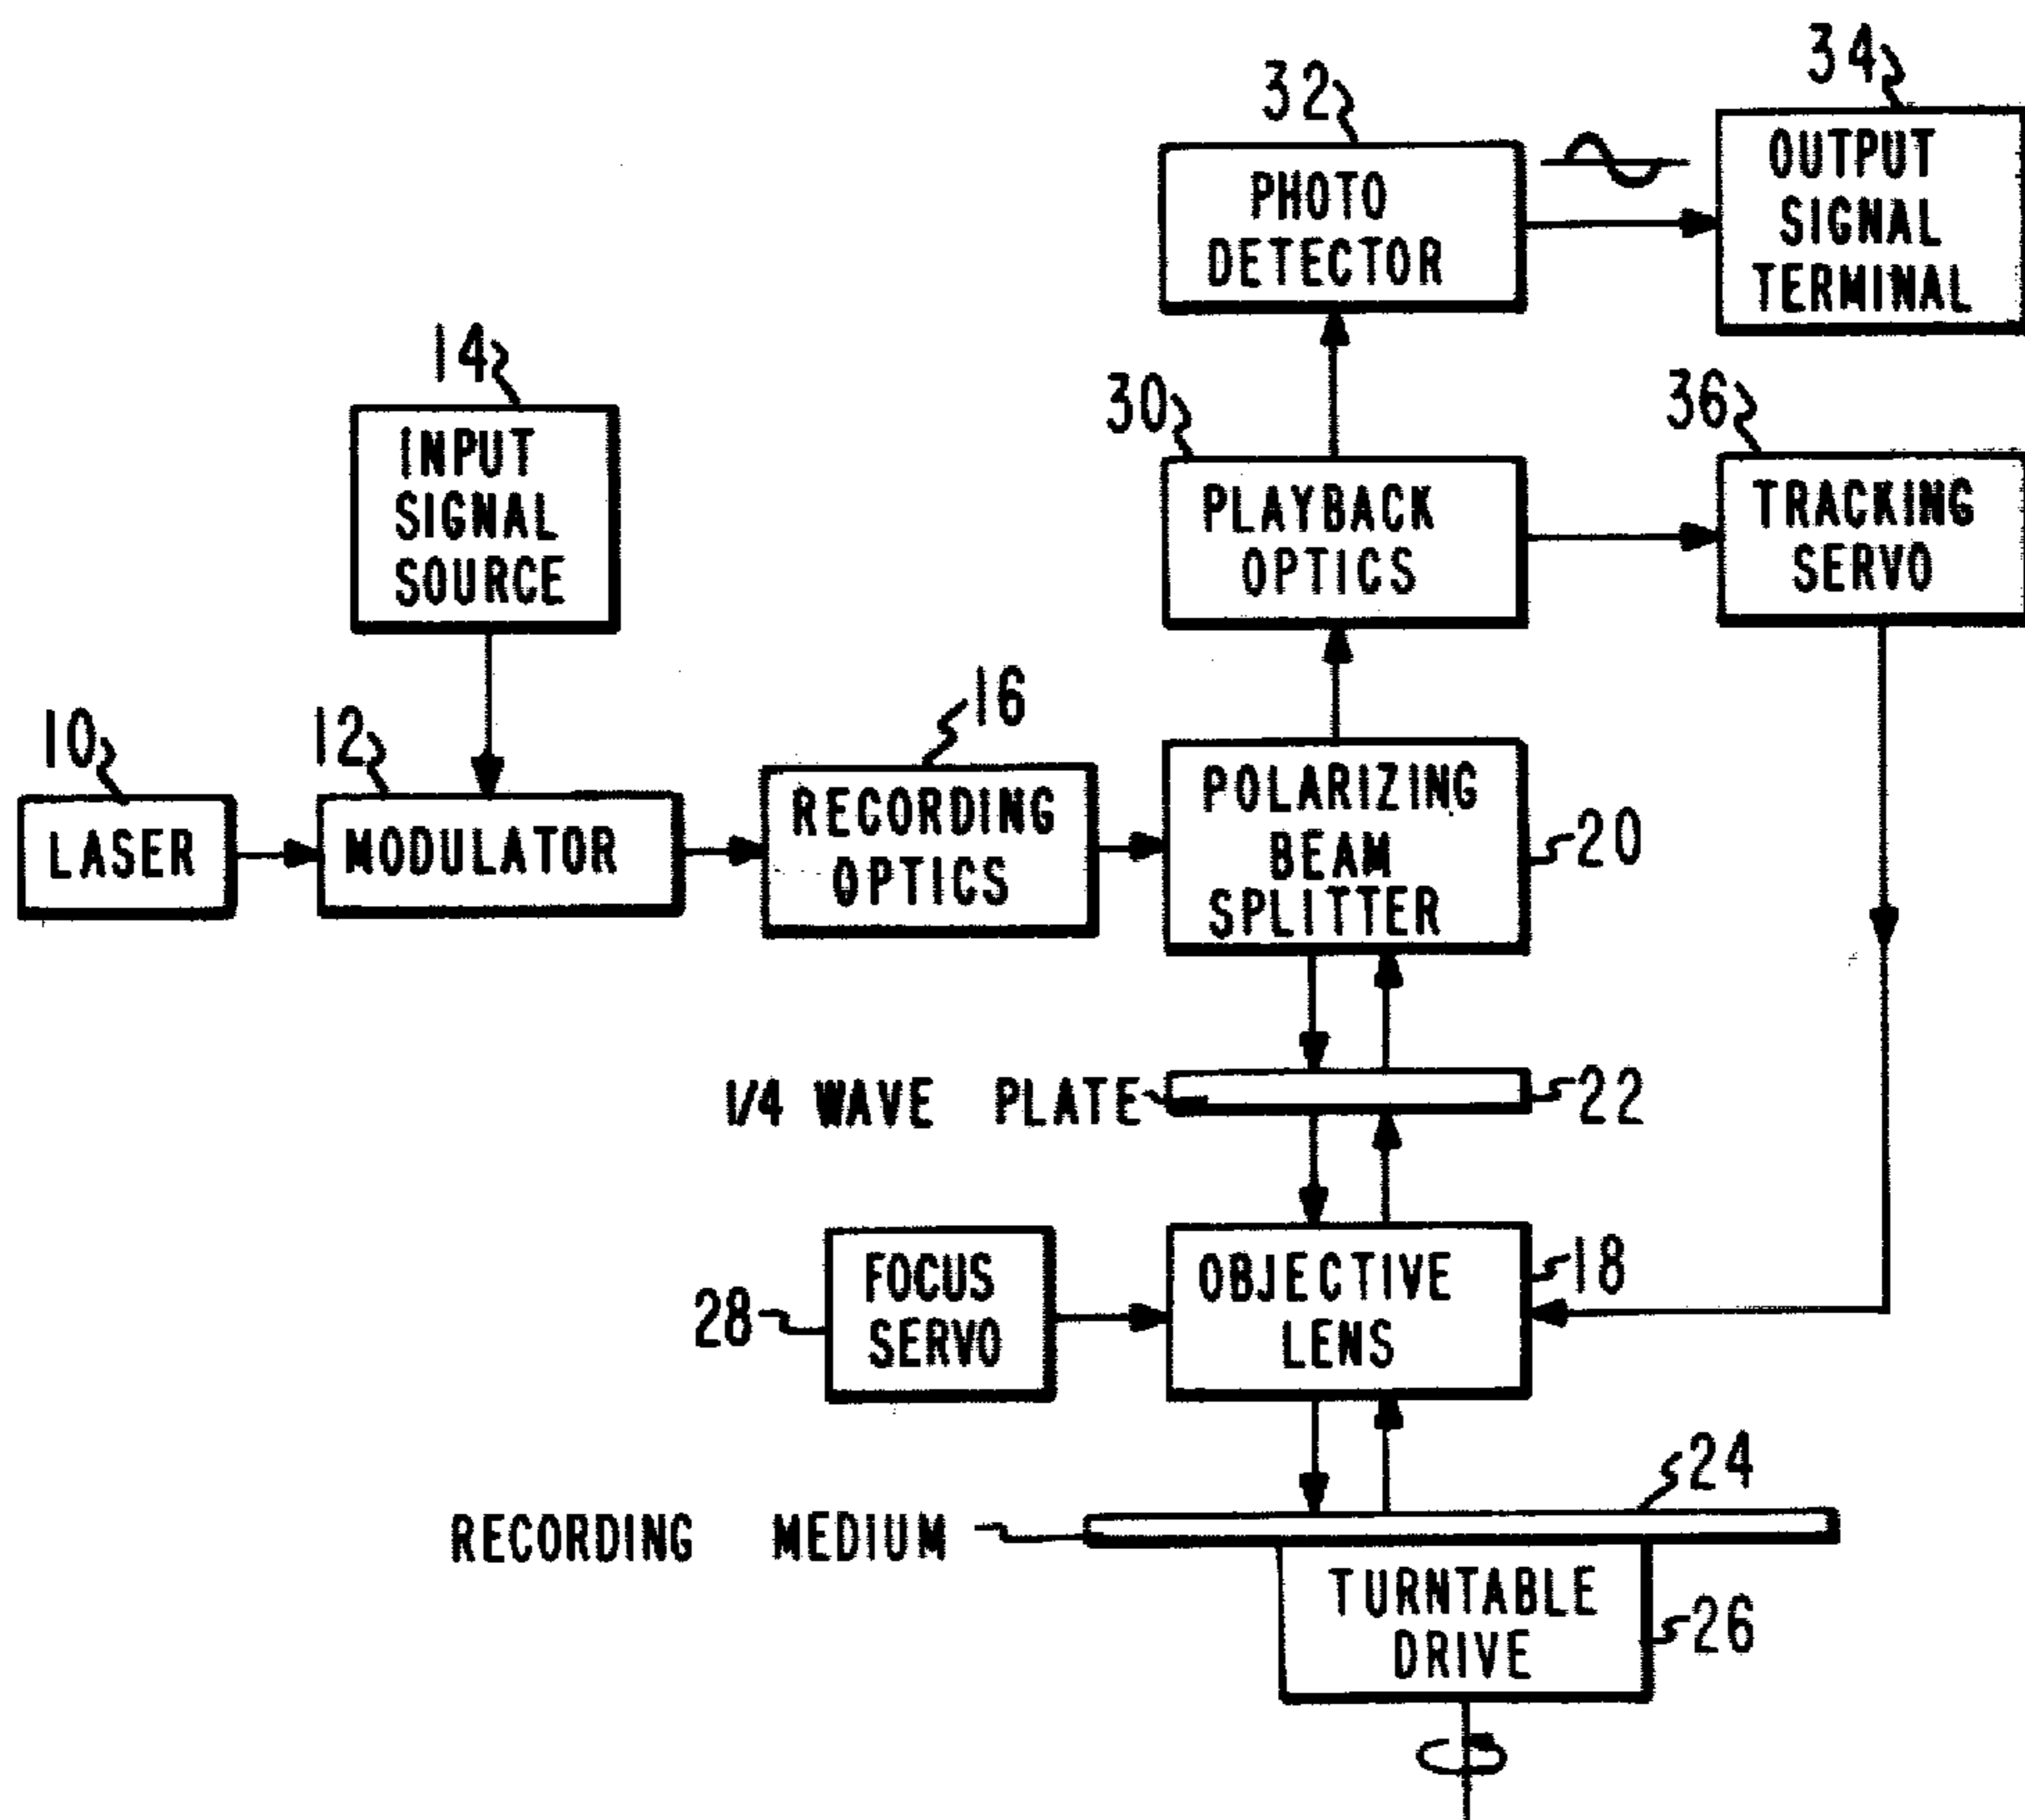 34
32
OUTPUT
SIGNAL
TERMINAL
PHOTO
DETECTOR
14
30
36
INPUT
SIGNAL
SOURCE
PLAYBACK
OPTICS
TRACKING
SERVO
10
12
16
LASER
MODULATOR
RECORDING
OPTICS
POLARIZING
BEAM
SPLITTER
20
1/4 WAVE PLATE
22
28
FOCUS
SERVO
OBJECTIVE
LENS
18
24
RECORDING MEDIUM
TURNTABLE
DRIVE
26